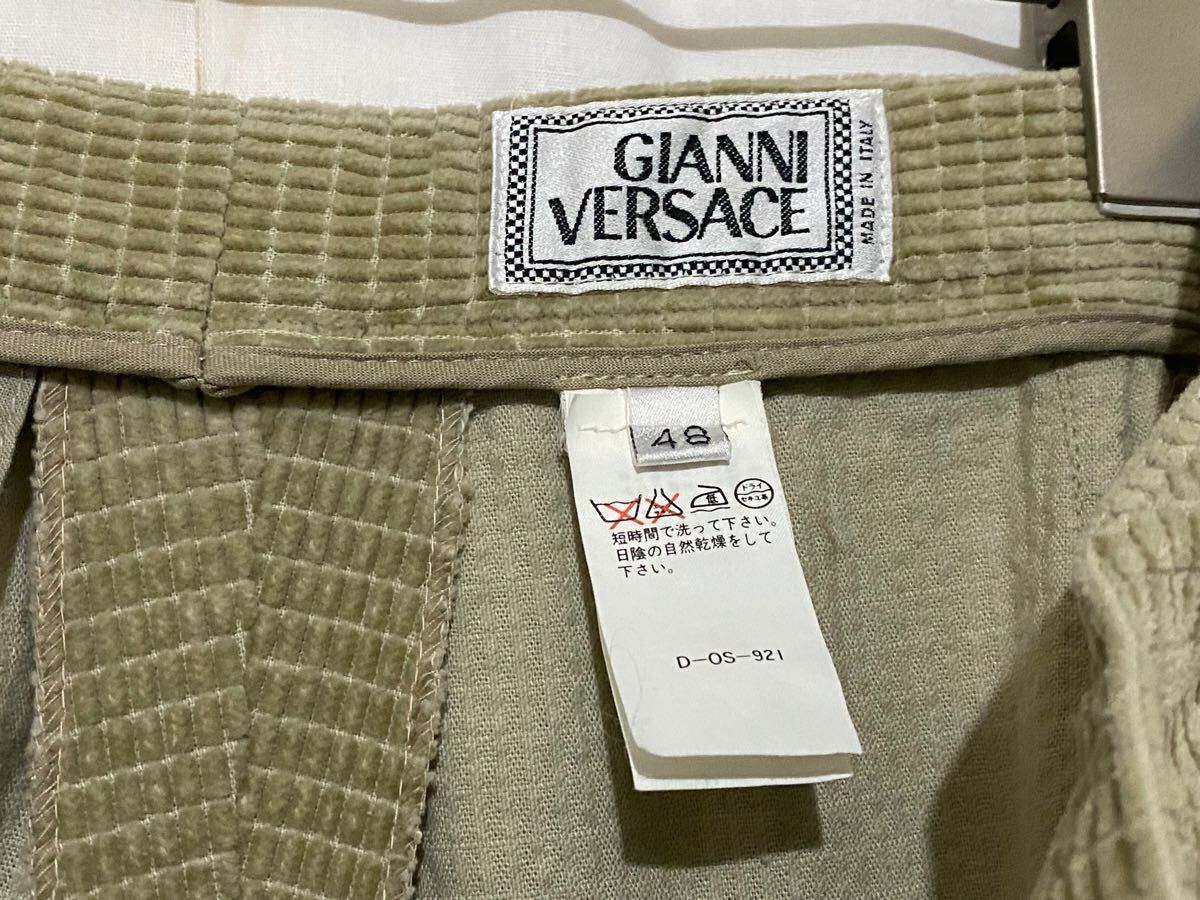 GIANNI
VERSACE
MADE IN ITALY
48
低
ドライ
セキユ系
短時間で洗って下さい。
日陰の自然乾燥をして
下さい。
D-OS-921